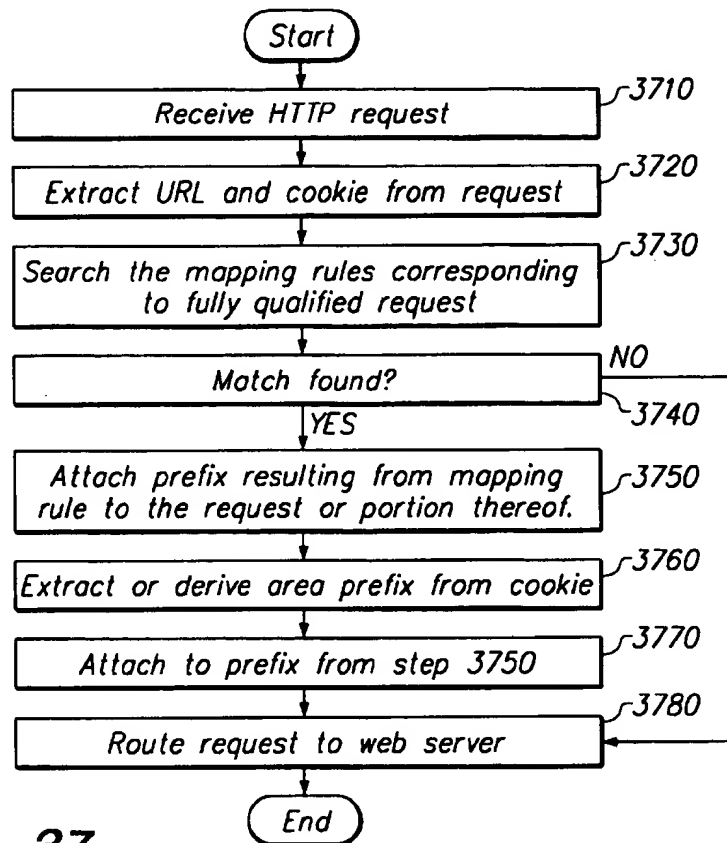 Start
Receive HTTP request
3710
Extract URL and cookie from request
3720
Search the mapping rules corresponding
to fully qualified request
3730
Match found?
NO
3740
YES
Attach prefix resulting from mapping
rule to the request or portion thereof.
3750
Extract or derive area prefix from cookie
3760
Attach to prefix from step 3750
3770
Route request to web server
3780
End